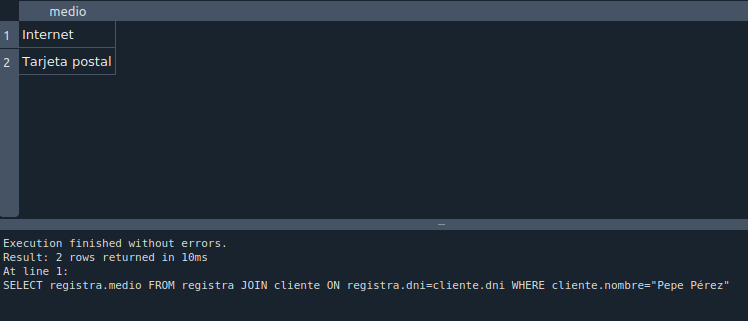 medio
1 Internet
2 Tarjeta postal
Execution finished without errors.
Result: 2 rows returned in 10ms
At line 1:
SELECT registra.medio FROM registra JOIN cliente ON registra.dni=cliente.dni WHERE cliente.nombre="Pepe Pérez"